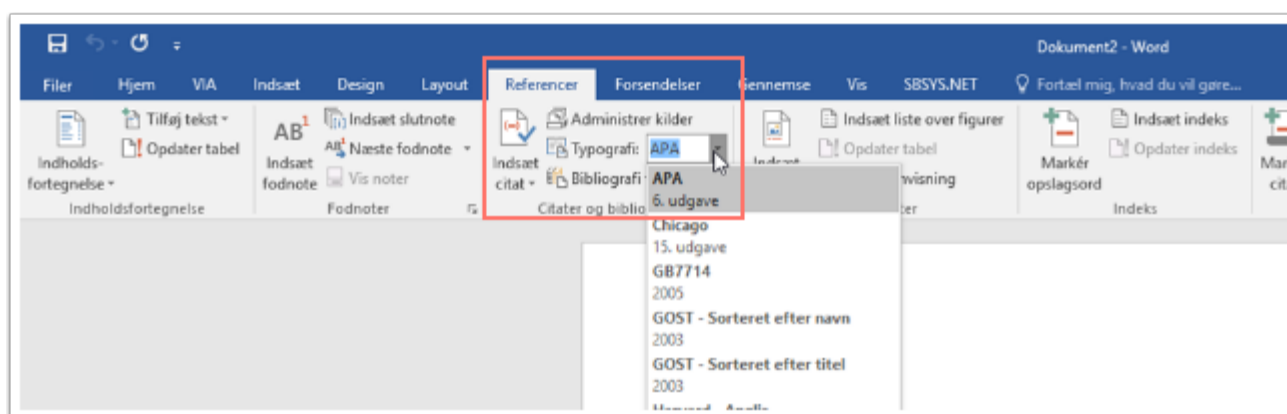 Dokument2 - Word
Filer Hjem VIA Indsæt Design Layout Referencer Forsendelser Gennemse Vis SBSYS.NET Fortæl mig, hvad du vil gøre...
Indholds-
fortegnelse
Tilføj tekst
Opdater tabel
Indholdsfortegnelse
AB1
Indsæt
fodnote
Indsæt slutnote
Næste fodnote
Vis noter
Fodnoter
Indsæt
citat
Administrer kilder
Typografi: APA
Bibliografi
Citater og biblio
APA
6. udgave
Chicago
15. udgave
GB7714
2005
GOST - Sorteret efter navn
2003
GOST - Sorteret efter titel
2003
Indsæt liste over figurer
Opdater tabel
Markér
opslagsord
Indsæt indeks
Opdater indeks
Indeks
Mar
cit